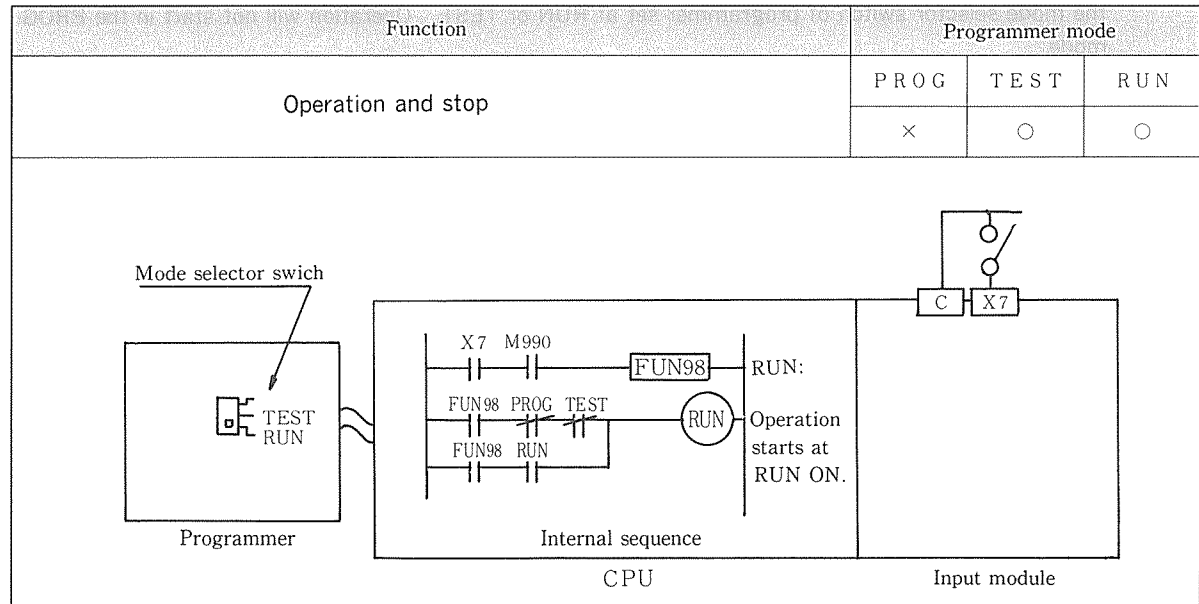 Function
Programmer mode
Operation and stop
PROG TEST RUN
× ○ ○
Mode selector swich
C X7
X7 M990
FUN98 RUN:
TEST
RUN
FUN98 PROG TEST
RUN Operation
starts at
RUN ON.
FUN98 RUN
Programmer
Internal sequence
CPU
Input module